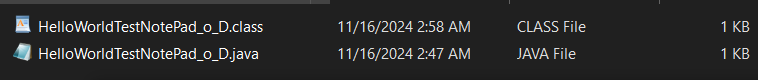 HelloWorldTestNotePad_o_D.class 11/16/2024 2:58 AM CLASS File 1 KB
HelloWorldTestNotePad_o_D.java 11/16/2024 2:47 AM JAVA File 1 KB